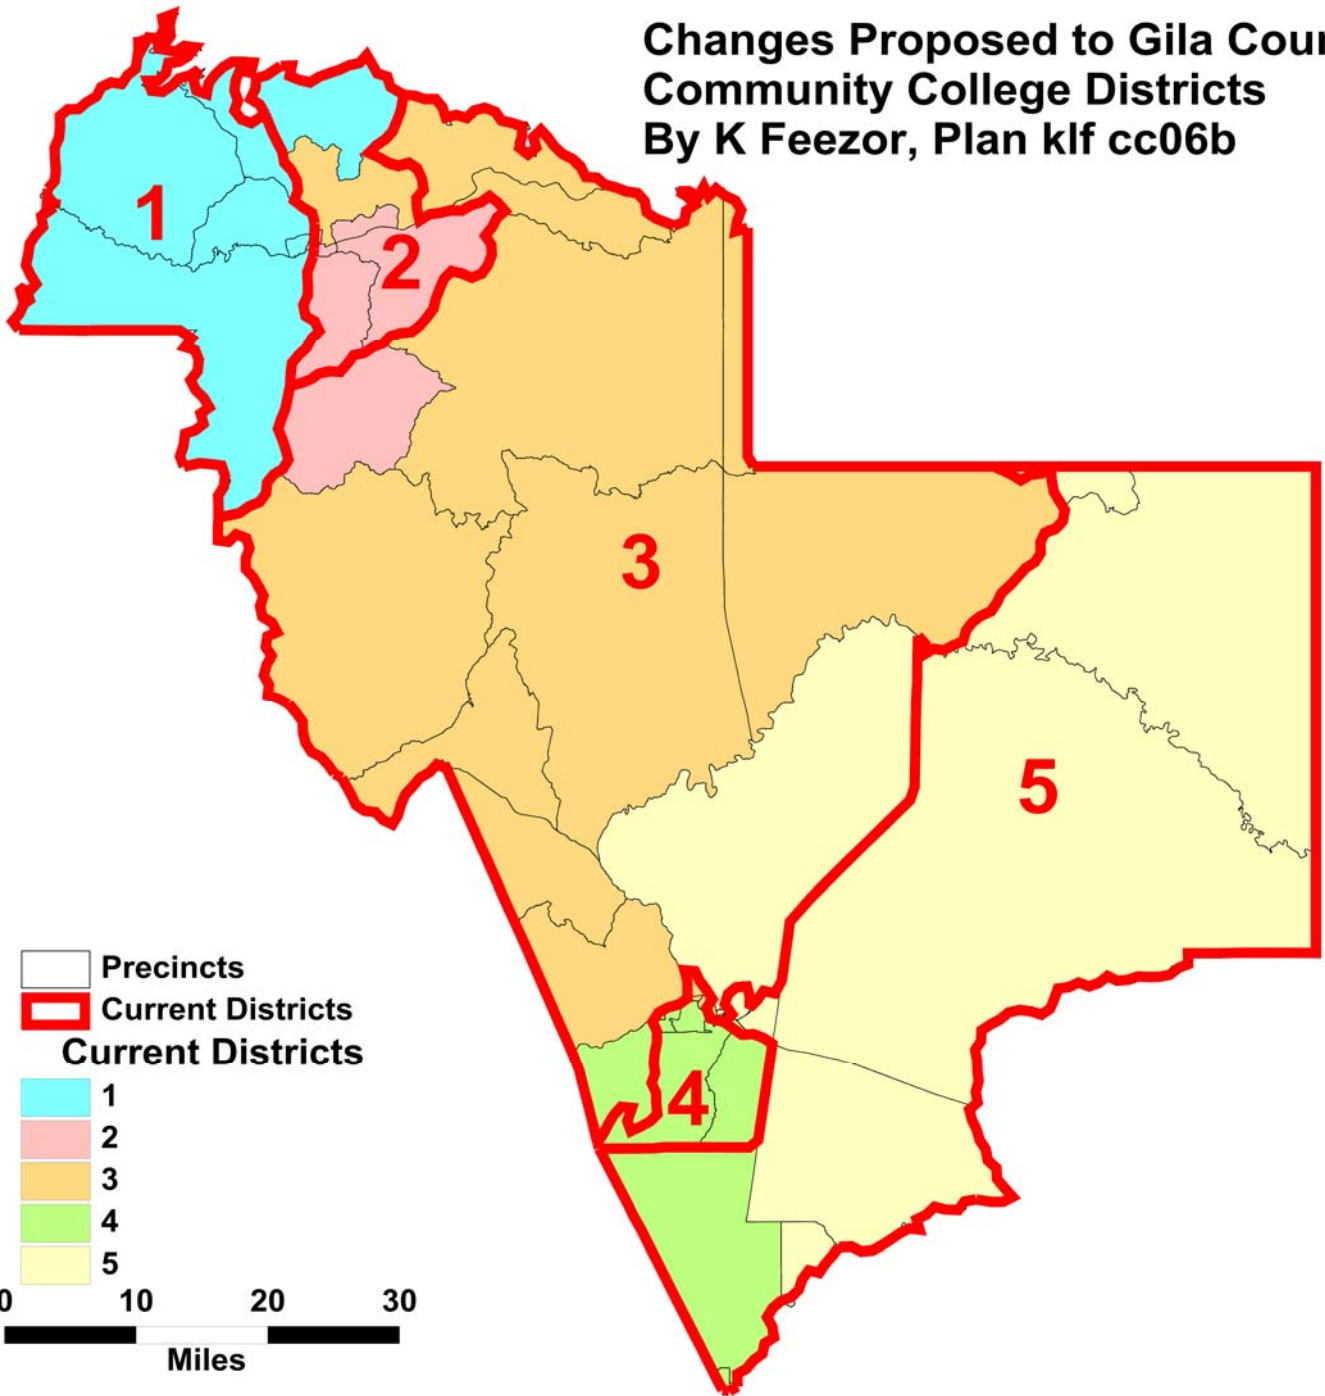 Changes Proposed to Gila Cou
Community College Districts
By K Feezor, Plan klf cc06b
1
2
3
5
4
Precincts
Current Districts
Current Districts
1
2
3
4
5
0 10 20 30
Miles